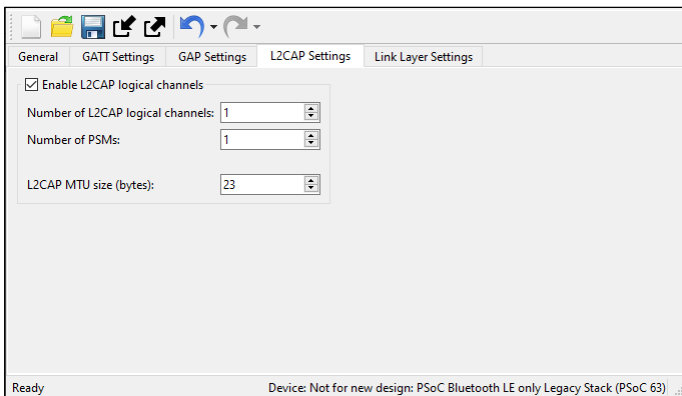 General GATT Settings GAP Settings L2CAP Settings Link Layer Settings
Enable L2CAP logical channels
Number of L2CAP logical channels: 1
Number of PSMs: 1
L2CAP MTU size (bytes): 23
Ready Device: Not for new design: PSoC Bluetooth LE only Legacy Stack (PSoC 63)